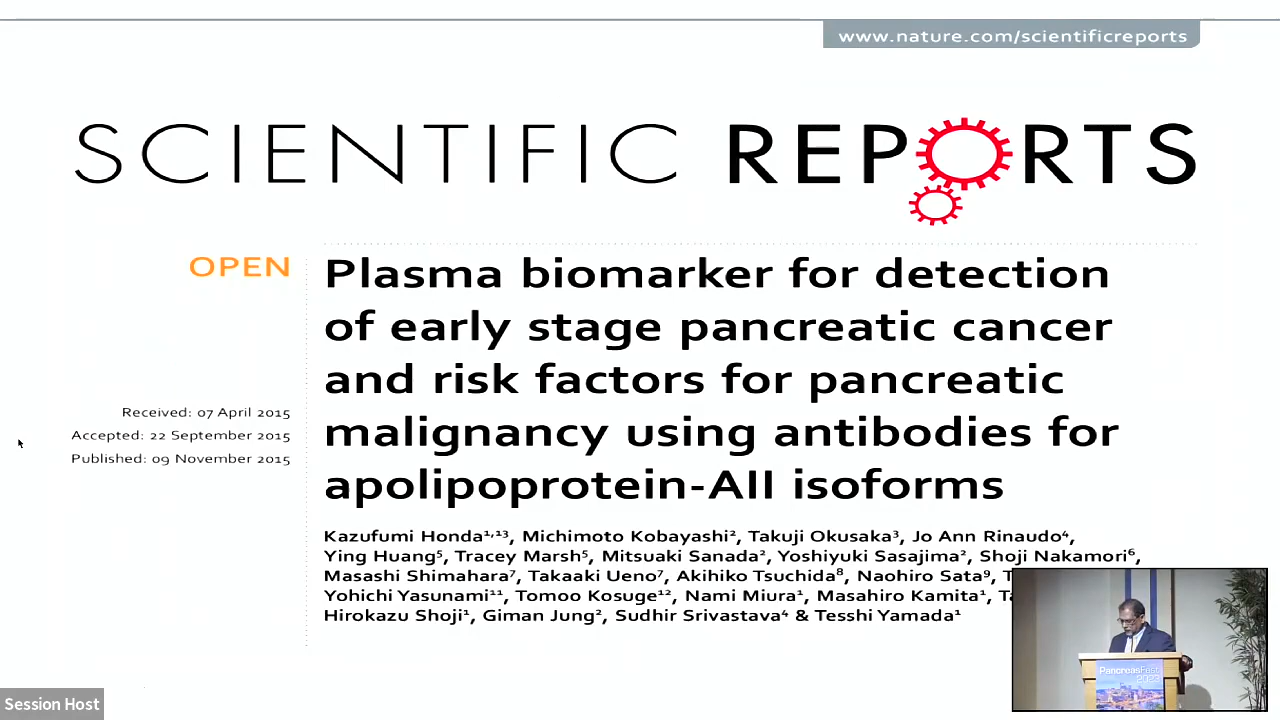 www.nature.com/scientificreports
SCIENTIFIC REPORTS
OPEN
Plasma biomarker for detection
of early stage pancreatic cancer
and risk factors for pancreatic
malignancy using antibodies for
apolipoprotein-AII isoforms
Received: 07 April 2015
Accepted: 22 September 2015
Published: 09 November 2015
Kazufumi Honda¹,¹³, Michimoto Kobayashi², Takuji Okusaka³, Jo Ann Rinaudo⁴,
Ying Huang⁵, Tracey Marsh⁵, Mitsuaki Sanada², Yoshiyuki Sasajima², Shoji Nakamori⁶,
Masashi Shimahara⁷, Takaaki Ueno⁷, Akihiko Tsuchida⁸, Naohiro Sata⁹,
Yohichi Yasunami¹¹, Tomoo Kosuge¹², Nami Miura¹, Masahiro Kamita¹,
Hirokazu Shoji¹, Giman Jung², Sudhir Srivastava⁴ & Tesshi Yamada¹
PancreasFest
Session Host